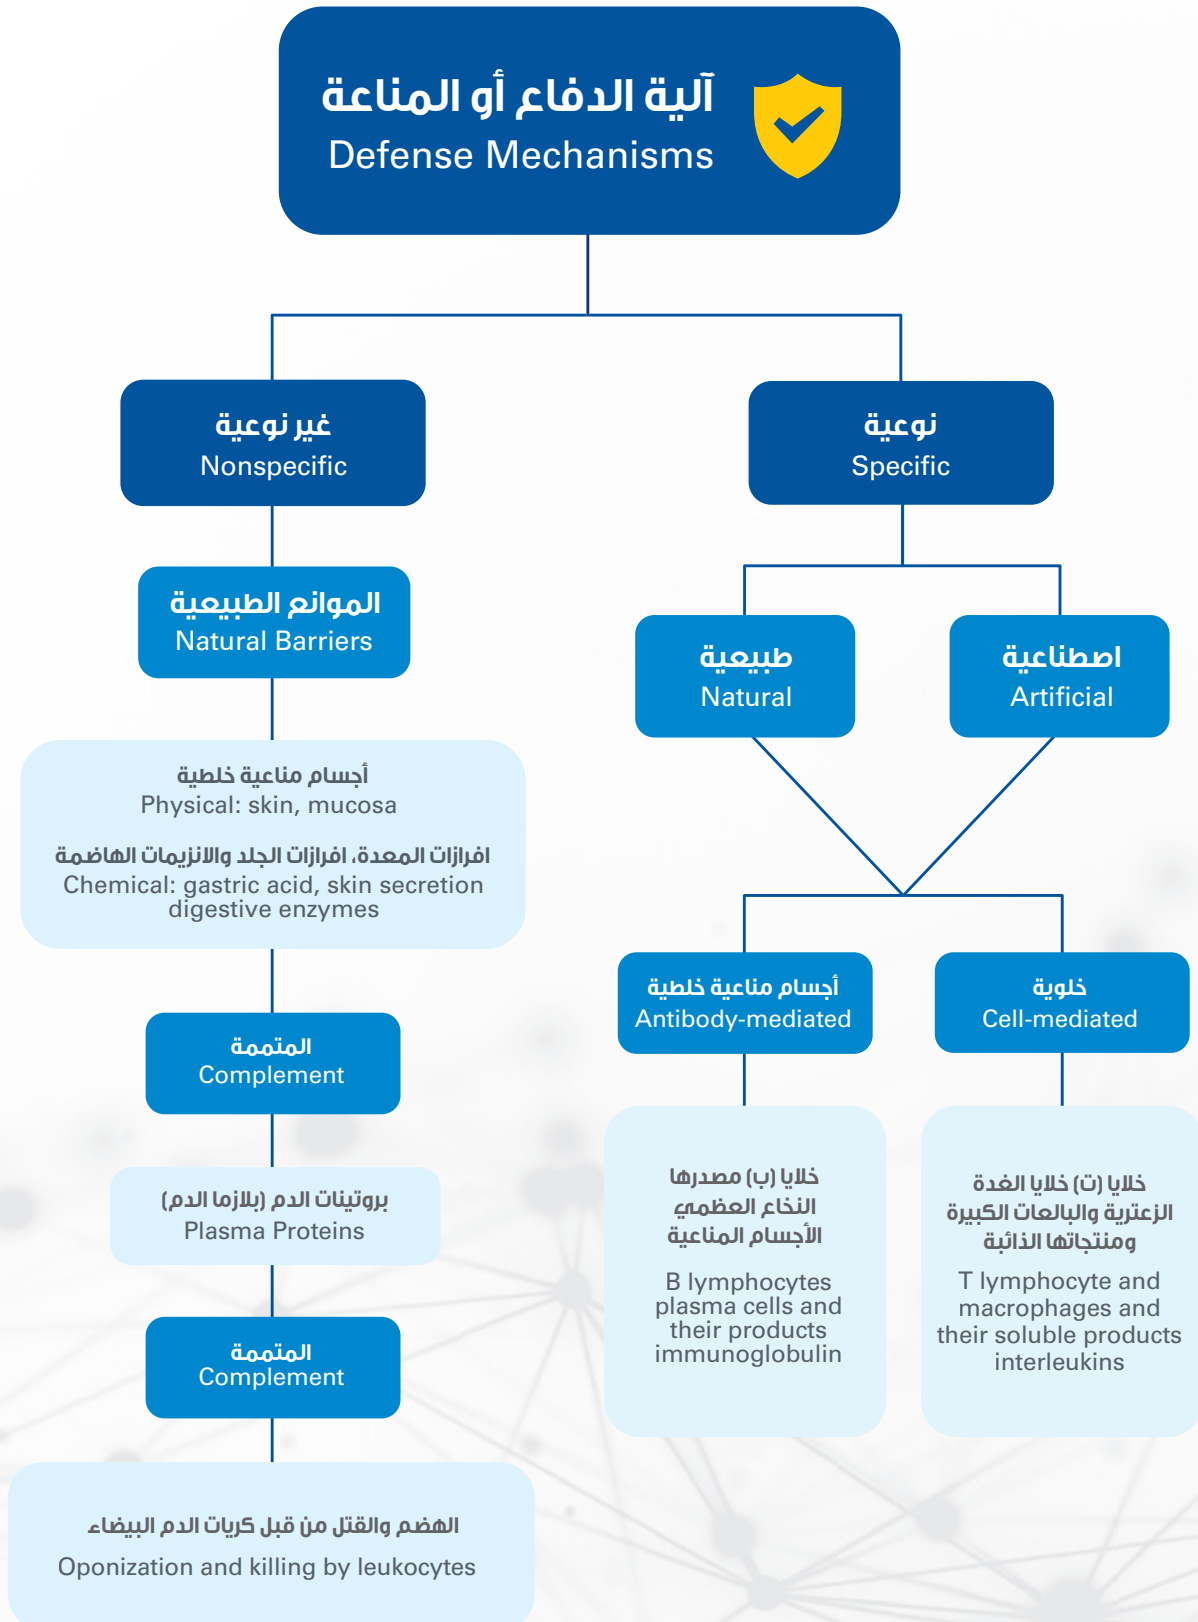 آلية الدفاع أو المناعة
Defense Mechanisms
غير نوعية
Nonspecific
الموانع الطبيعية
Natural Barriers
أجسام مناعية خلطية
Physical: skin, mucosa
افرازات المعدة، افرازات الجلد والانزيمات الهاضمة
Chemical: gastric acid, skin secretion
digestive enzymes
المتممة
Complement
بروتينات الدم (بلازما الدم)
Plasma Proteins
المتممة
Complement
الهضم والقتل من قبل كريات الدم البيضاء
Oponization and killing by leukocytes
نوعية
Specific
طبيعية
Natural
اصطناعية
Artificial
أجسام مناعية خلطية
Antibody-mediated
خلايا (ب) مصدرها
النخاع العظمي
الأجسام المناعية
B lymphocytes
plasma cells and
their products
immunoglobulin
خلوية
Cell-mediated
خلايا (ت) خلايا الغدة
الزعترية والبالعات الكبيرة
ومنتجاتها الذائبة
T lymphocyte and
macrophages and
their soluble products
interleukins